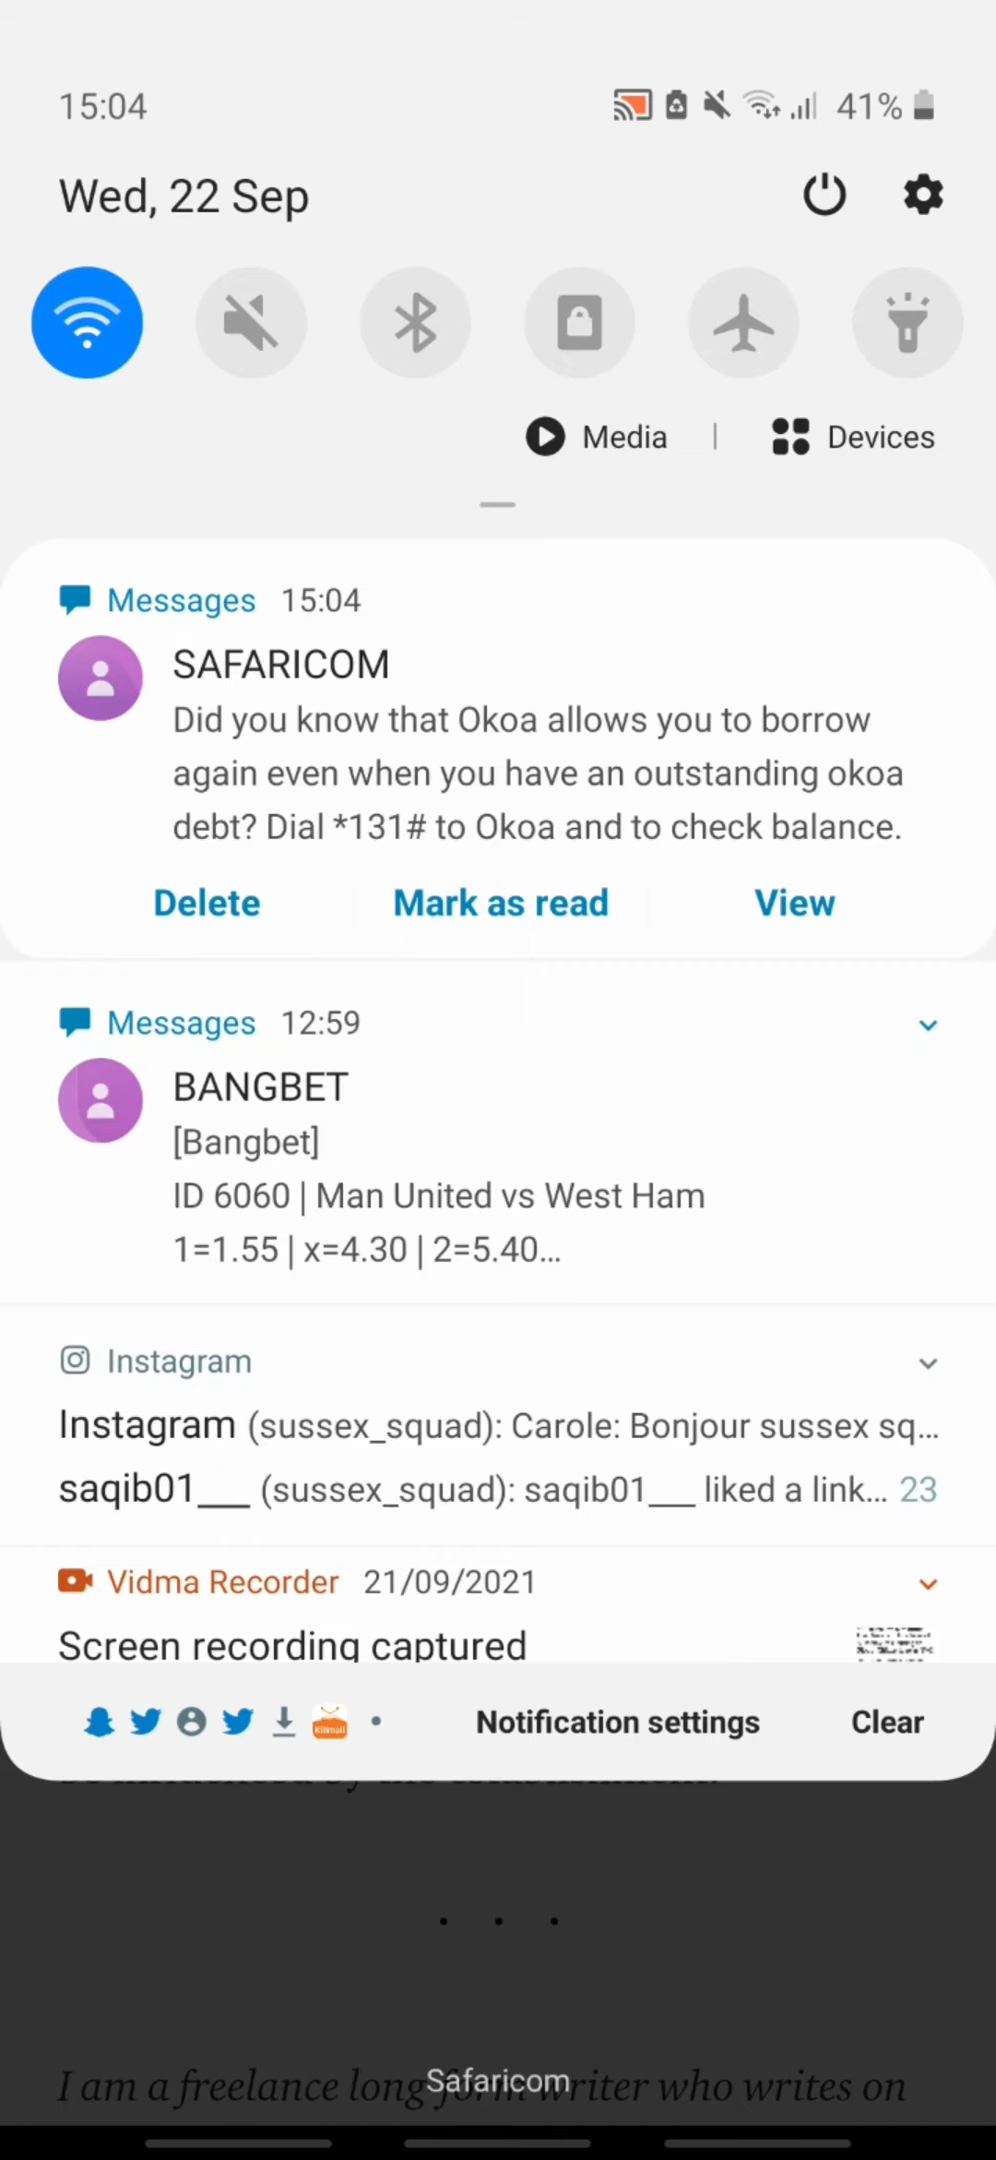 15:04
41%
Wed, 22 Sep
Media | Devices
Messages 15:04
SAFARICOM
Did you know that Okoa allows you to borrow
again even when you have an outstanding okoa
debt? Dial *131# to Okoa and to check balance.
Delete Mark as read View
Messages 12:59
BANGBET
[Bangbet]
ID 6060 | Man United vs West Ham
1=1.55 | x=4.30 | 2=5.40...
Instagram
Instagram (sussex_squad): Carole: Bonjour sussex sq...
saqib01___ (sussex_squad): saqib01___ liked a link... 23
Vidma Recorder 21/09/2021
Screen recording captured
Kilimall
Notification settings Clear
Safaricom
I am a freelance long form writer who writes on